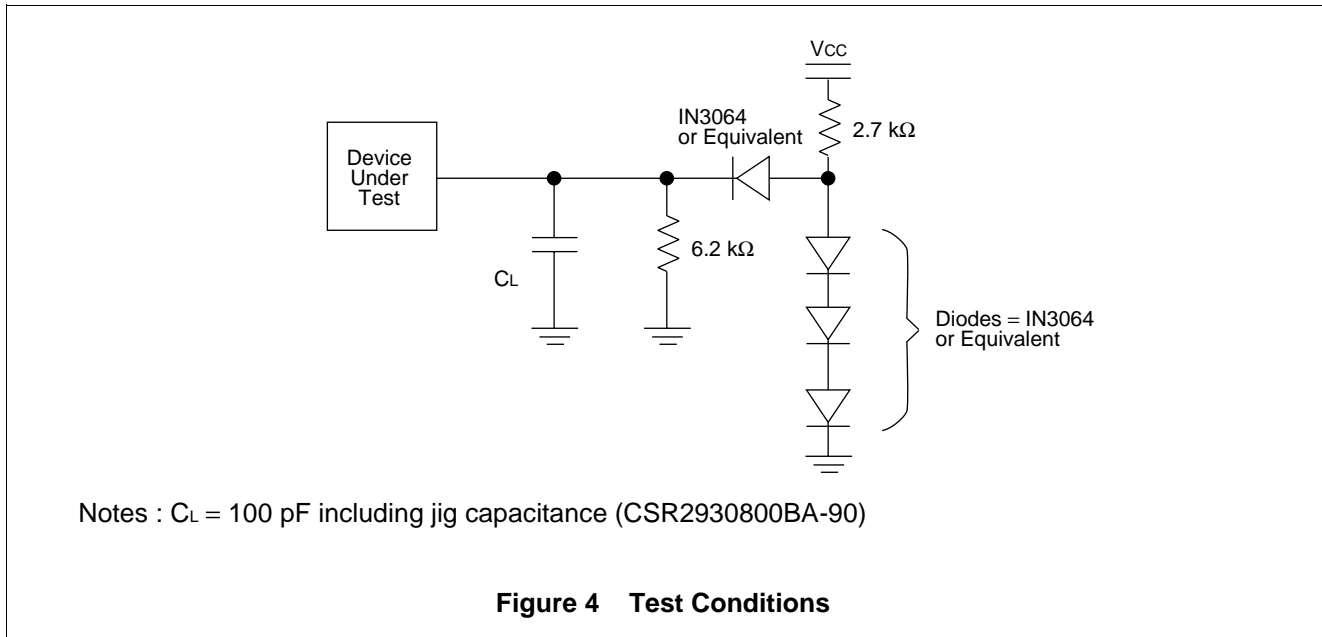 VCC
IN3064
or Equivalent
2.7 kΩ
Device
Under
Test
6.2 kΩ
CL
Diodes = IN3064
or Equivalent
Notes : CL = 100 pF including jig capacitance (CSR2930800BA-90)
Figure 4 Test Conditions